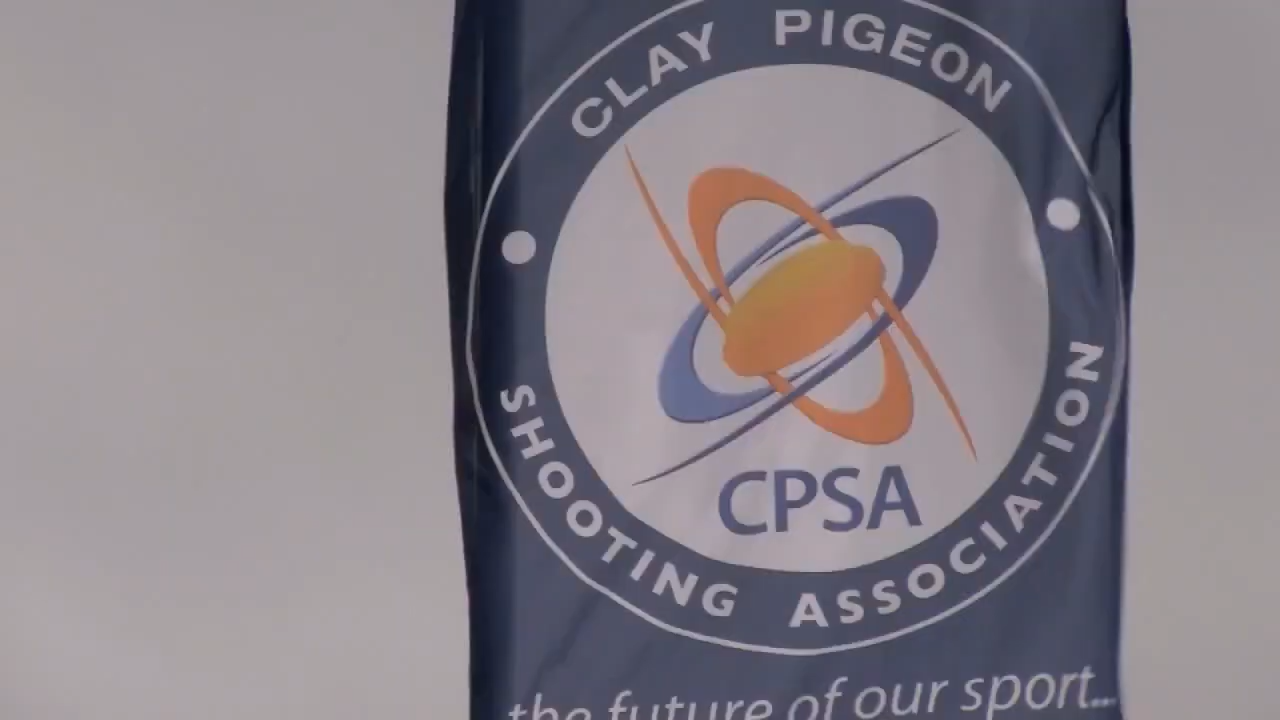 CLAY PIGEON
CPSA
SHOOTING ASSOCIATION
the future of our sport...